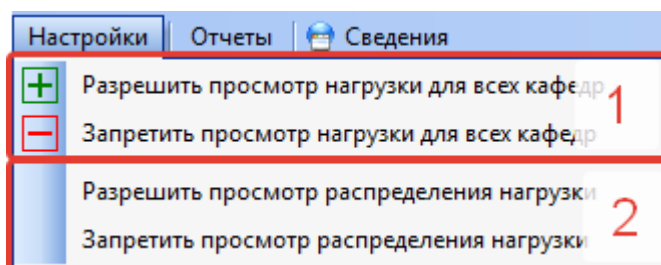 Настройки Отчеты Сведения
Разрешить просмотр нагрузки для всех кафедр
1
Запретить просмотр нагрузки для всех кафедр
Разрешить просмотр распределения нагрузки
2
Запретить просмотр распределения нагрузки